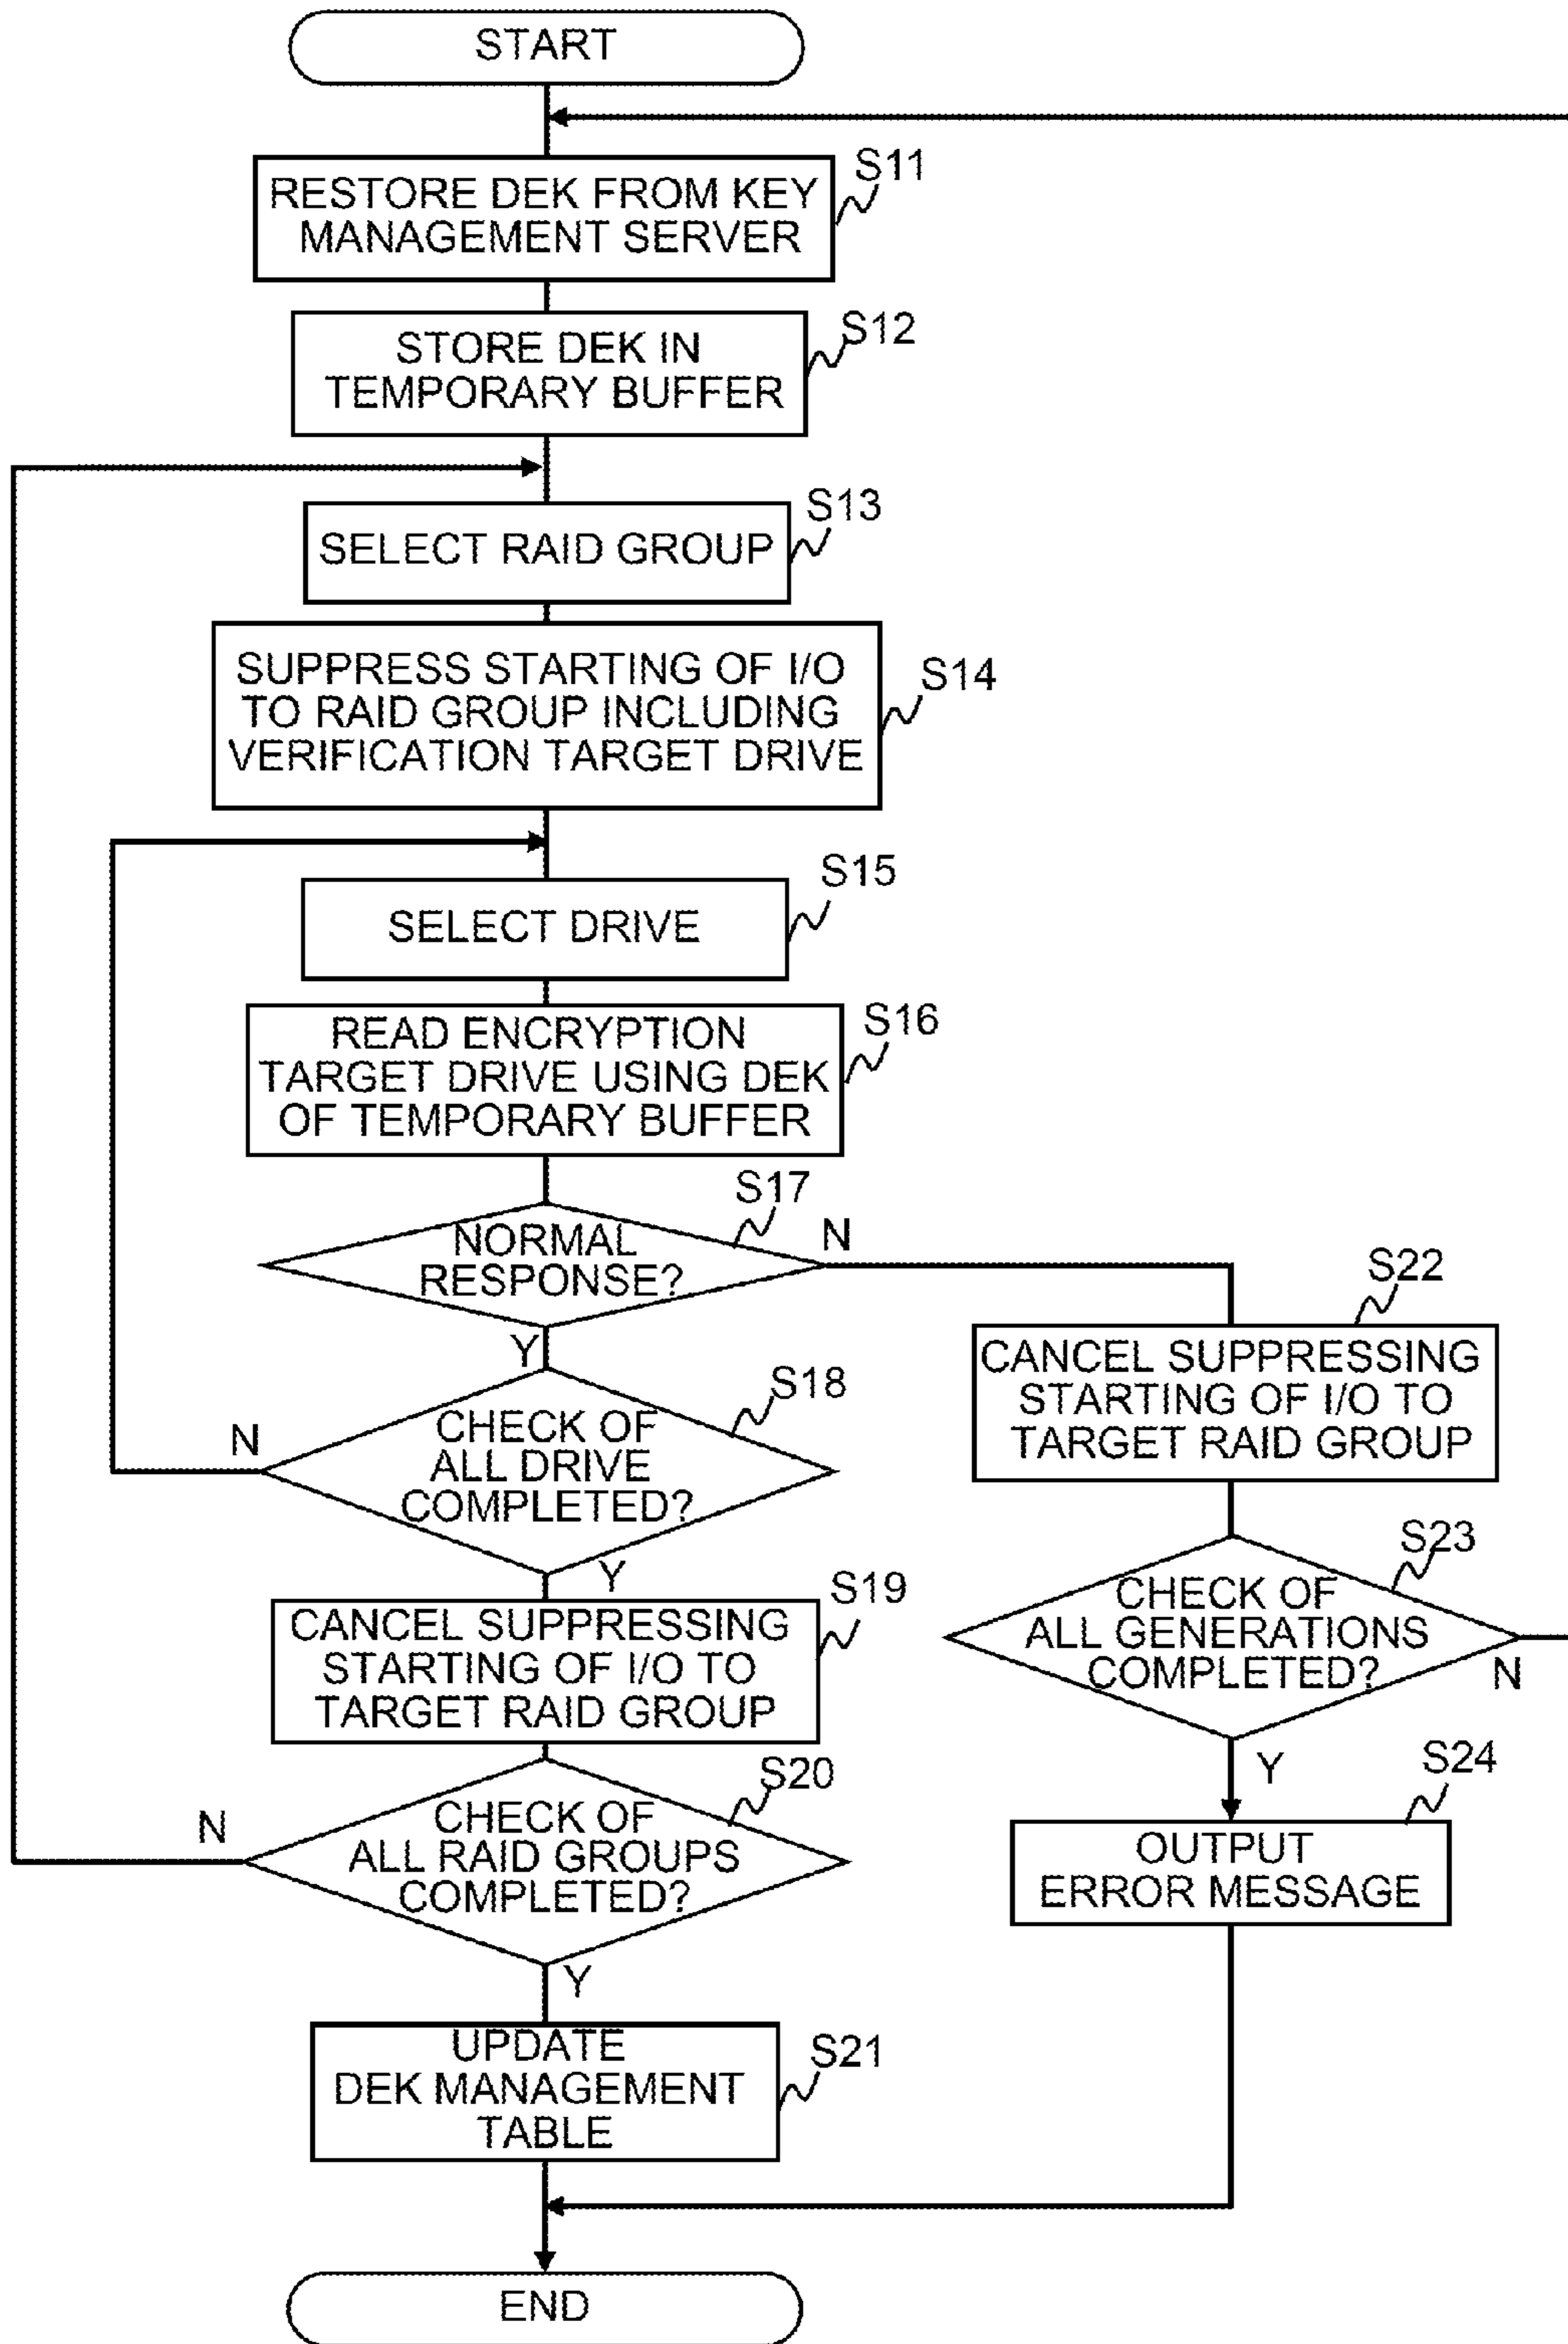 START
S11
RESTORE DEK FROM KEY
MANAGEMENT SERVER
S12
STORE DEK IN
TEMPORARY BUFFER
S13
SELECT RAID GROUP
S14
SUPPRESS STARTING OF I/O
TO RAID GROUP INCLUDING
VERIFICATION TARGET DRIVE
S15
SELECT DRIVE
S16
READ ENCRYPTION
TARGET DRIVE USING DEK
OF TEMPORARY BUFFER
S17
NORMAL
RESPONSE?
N
Y
S18
CHECK OF
ALL DRIVE
COMPLETED?
N
Y
S19
CANCEL SUPPRESSING
STARTING OF I/O TO
TARGET RAID GROUP
S20
CHECK OF
ALL RAID GROUPS
COMPLETED?
N
Y
S21
UPDATE
DEK MANAGEMENT
TABLE
S22
CANCEL SUPPRESSING
STARTING OF I/O TO
TARGET RAID GROUP
S23
CHECK OF
ALL GENERATIONS
COMPLETED?
N
Y
S24
OUTPUT
ERROR MESSAGE
END